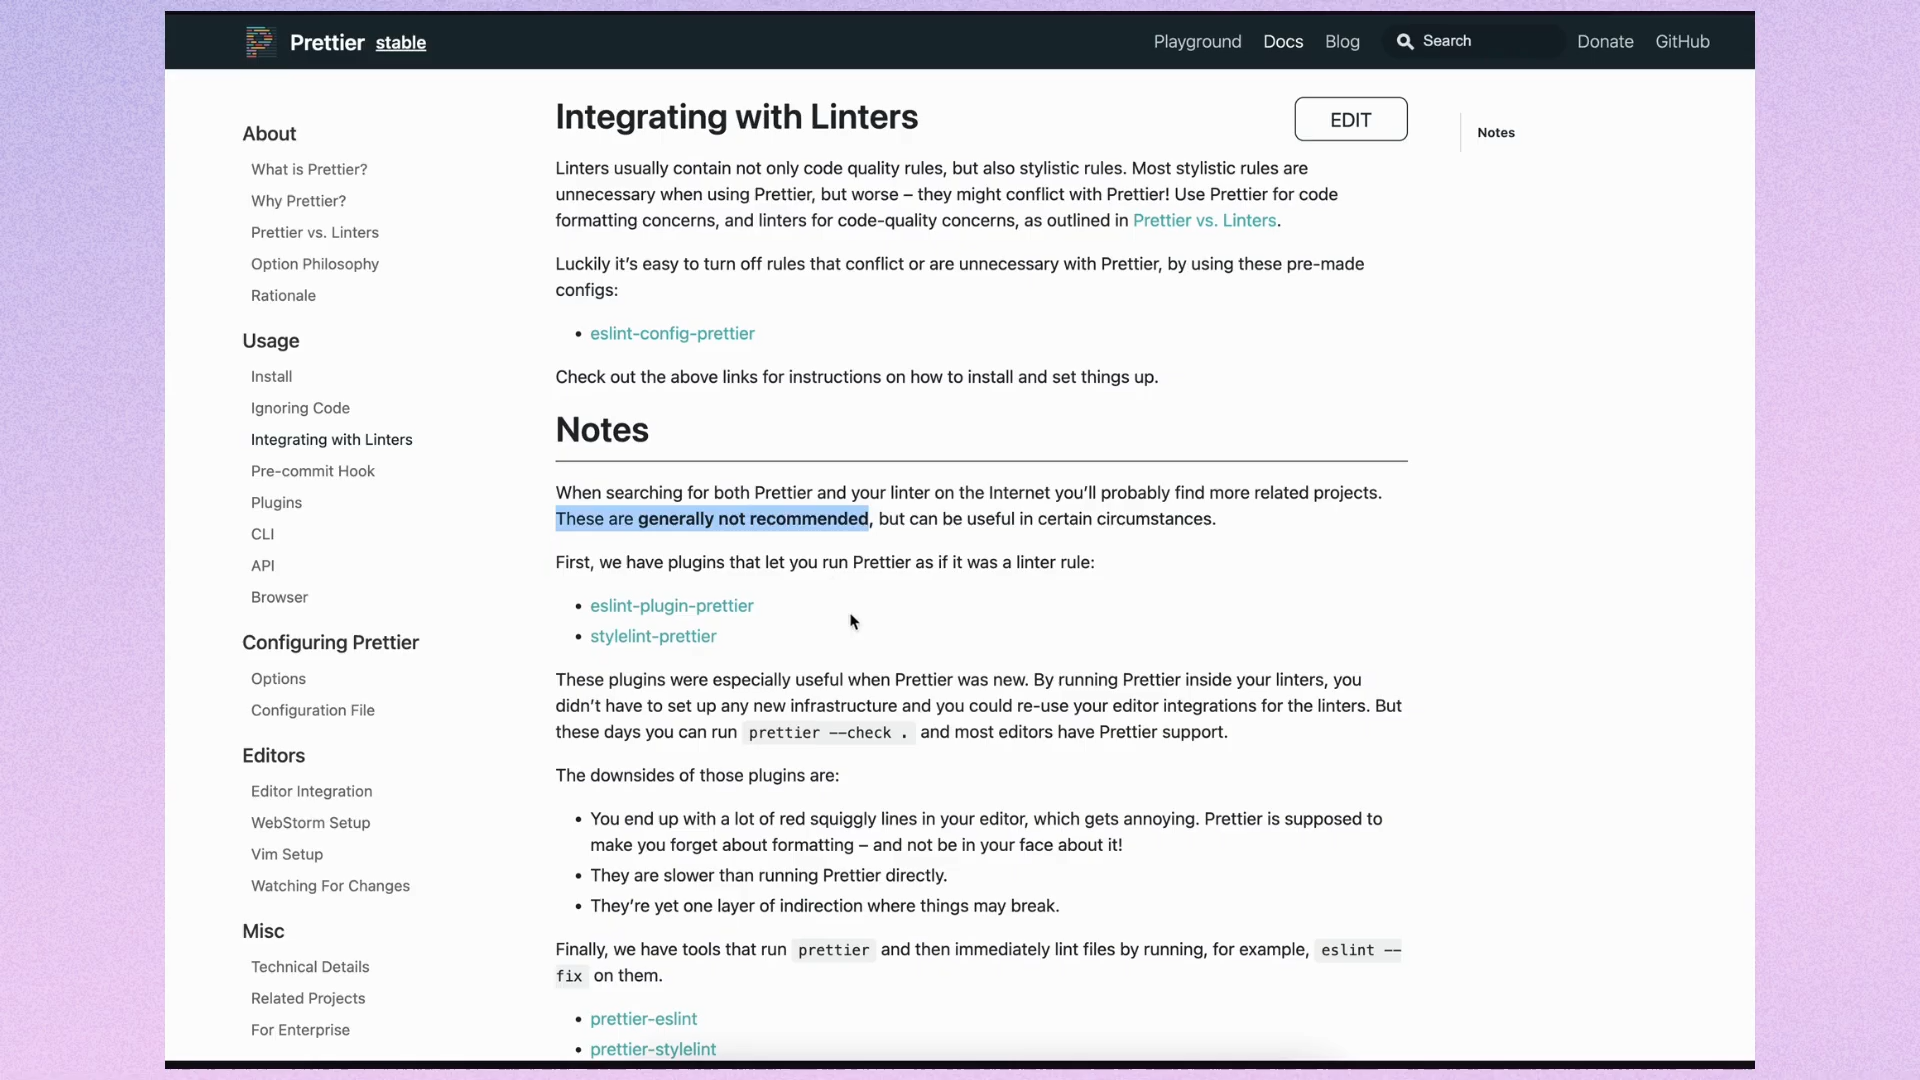 Prettier stable
Playground Docs Blog Search Donate GitHub
About
What is Prettier?
Why Prettier?
Prettier vs. Linters
Option Philosophy
Rationale
Usage
Install
Ignoring Code
Integrating with Linters
Pre-commit Hook
Plugins
CLI
API
Browser
Configuring Prettier
Options
Configuration File
Editors
Editor Integration
WebStorm Setup
Vim Setup
Watching For Changes
Misc
Technical Details
Related Projects
For Enterprise
Integrating with Linters
EDIT
Linters usually contain not only code quality rules, but also stylistic rules. Most stylistic rules are
unnecessary when using Prettier, but worse – they might conflict with Prettier! Use Prettier for code
formatting concerns, and linters for code-quality concerns, as outlined in Prettier vs. Linters.
Luckily it’s easy to turn off rules that conflict or are unnecessary with Prettier, by using these pre-made
configs:
• eslint-config-prettier
Check out the above links for instructions on how to install and set things up.
Notes
When searching for both Prettier and your linter on the Internet you’ll probably find more related projects.
These are generally not recommended, but can be useful in certain circumstances.
First, we have plugins that let you run Prettier as if it was a linter rule:
• eslint-plugin-prettier
• stylelint-prettier
These plugins were especially useful when Prettier was new. By running Prettier inside your linters, you
didn’t have to set up any new infrastructure and you could re-use your editor integrations for the linters. But
these days you can run prettier --check . and most editors have Prettier support.
The downsides of those plugins are:
• You end up with a lot of red squiggly lines in your editor, which gets annoying. Prettier is supposed to
make you forget about formatting – and not be in your face about it!
• They are slower than running Prettier directly.
• They’re yet one layer of indirection where things may break.
Finally, we have tools that run prettier and then immediately lint files by running, for example, eslint --
fix on them.
• prettier-eslint
• prettier-stylelint
Notes